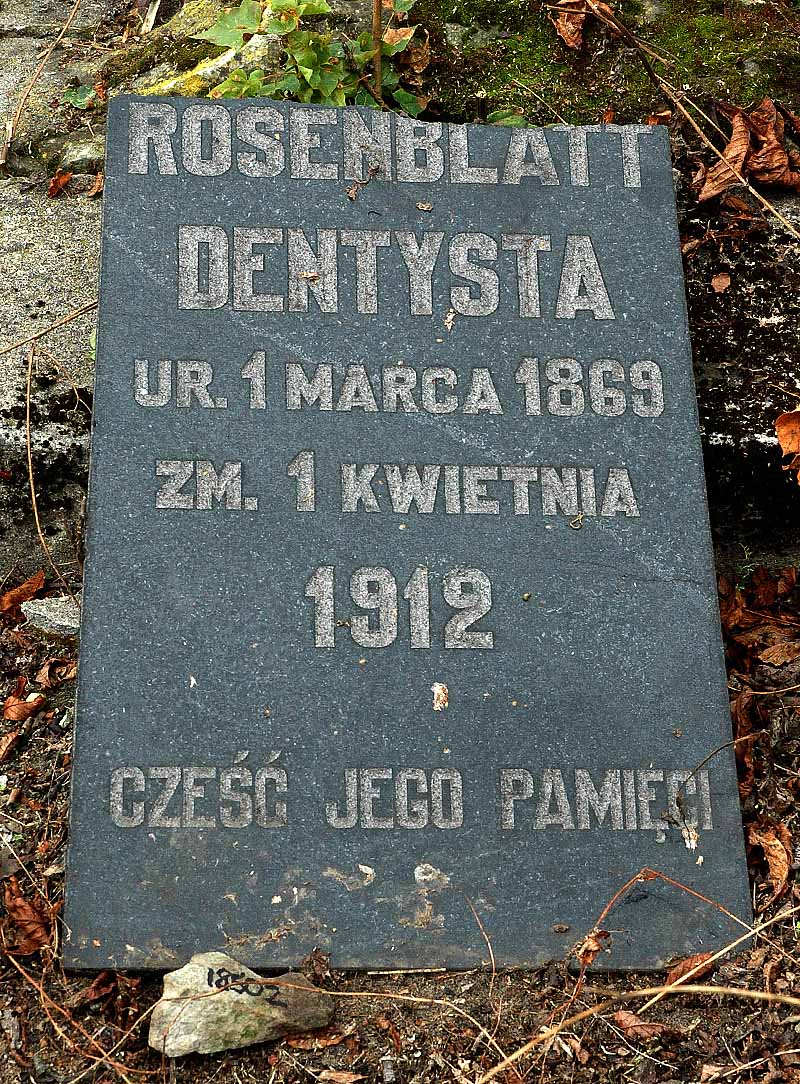 ROSENBLATT
DENTYSTA
UR. 1 MARCA 1869
ZM. 1 KWIETNIA
1912
CZEŚĆ JEGO PAMIĘCI